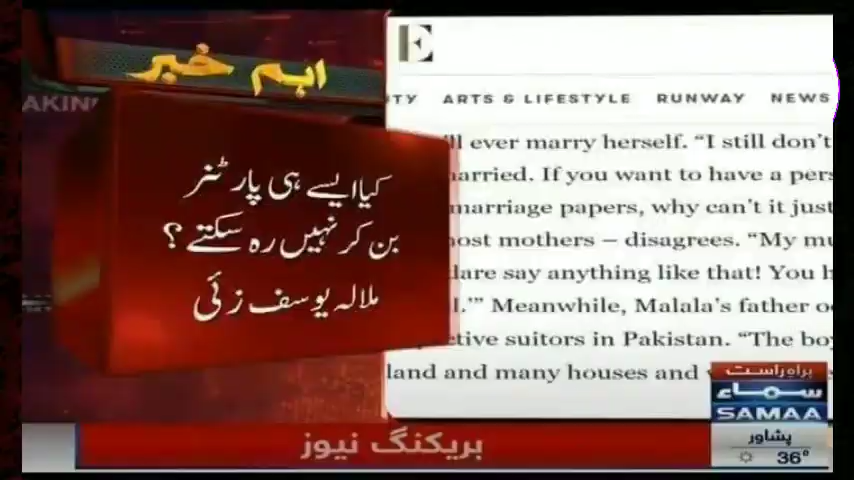 اہم خبر
AKIN
کیا ایسے ہی پارٹنر
بن کر نہیں رہ سکتے؟
ملالہ یوسف زئی
E
TY ARTS & LIFESTYLE RUNWAY NEWS
ll ever marry herself. “I still don’t
arried. If you want to have a pers
marriage papers, why can’t it just
ost mothers – disagrees. “My mu
dare say anything like that! You h
l.’” Meanwhile, Malala’s father o
ctive suitors in Pakistan. “The boy
land and many houses and
براہِ راست
سماء
SAMAA
پشاور
36°
بریکنگ نیوز